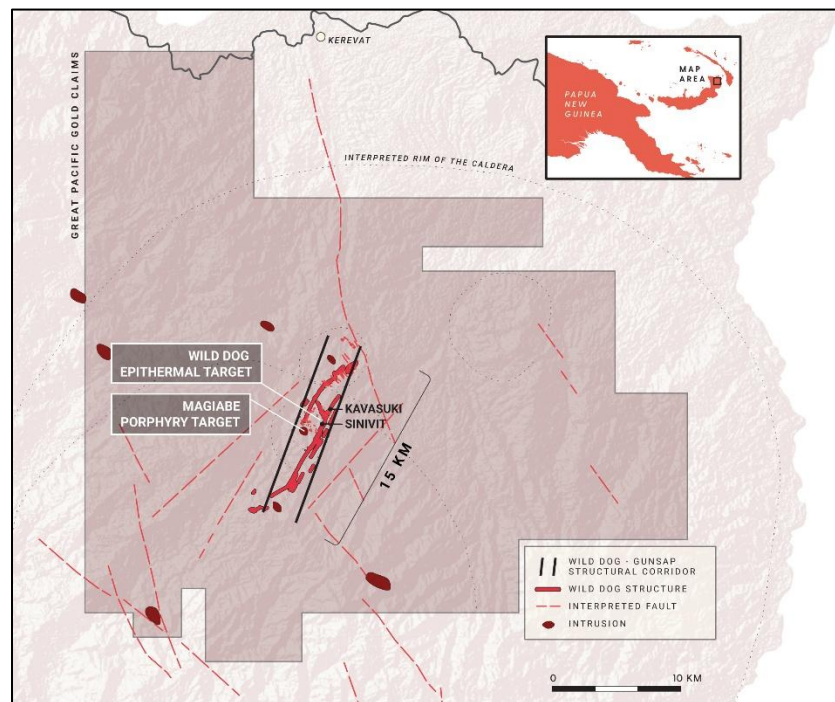 KEREVAT
GREAT PACIFIC GOLD CLAIMS
INTERPRETED RIM OF THE CALDERA
MAP
AREA
PAPUA
NEW
GUINEA
WILD DOG
EPITHERMAL TARGET
MAGIABE
PORPHYRY TARGET
KAVASUKI
SINIVIT
15 KM
WILD DOG - GUNSAP
STRUCTURAL CORRIDOR
WILD DOG STRUCTURE
INTERPRETED FAULT
INTRUSION
0 10 KM